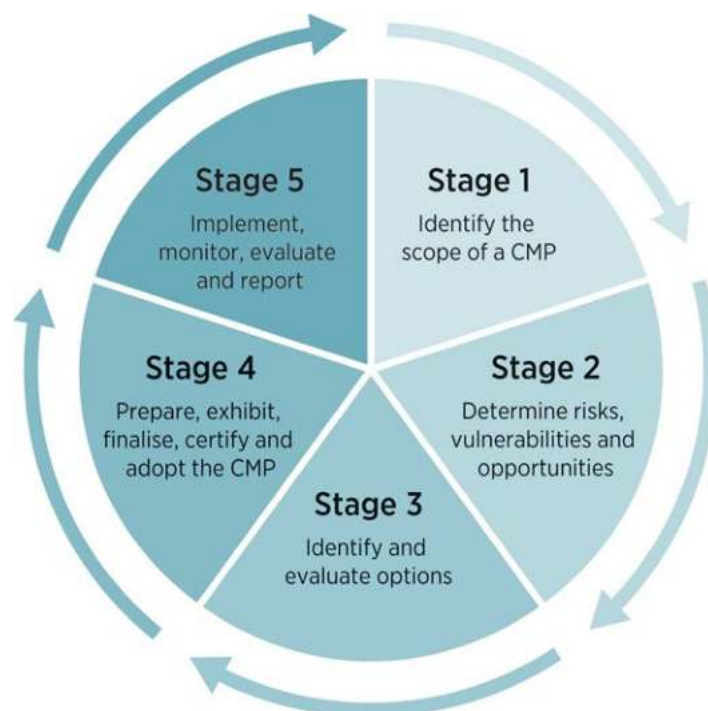 Stage 1
Identify the
scope of a CMP
Stage 2
Determine risks,
vulnerabilities and
opportunities
Stage 3
Identify and
evaluate options
Stage 4
Prepare, exhibit,
finalise, certify and
adopt the CMP
Stage 5
Implement,
monitor, evaluate
and report